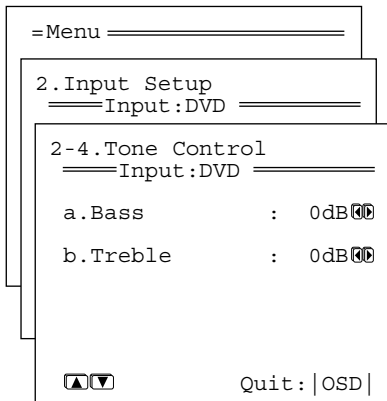 =Menu
2.Input Setup
Input:DVD
2-4.Tone Control
Input:DVD
a.Bass : 0dB
b.Treble : 0dB
Quit:|OSD|